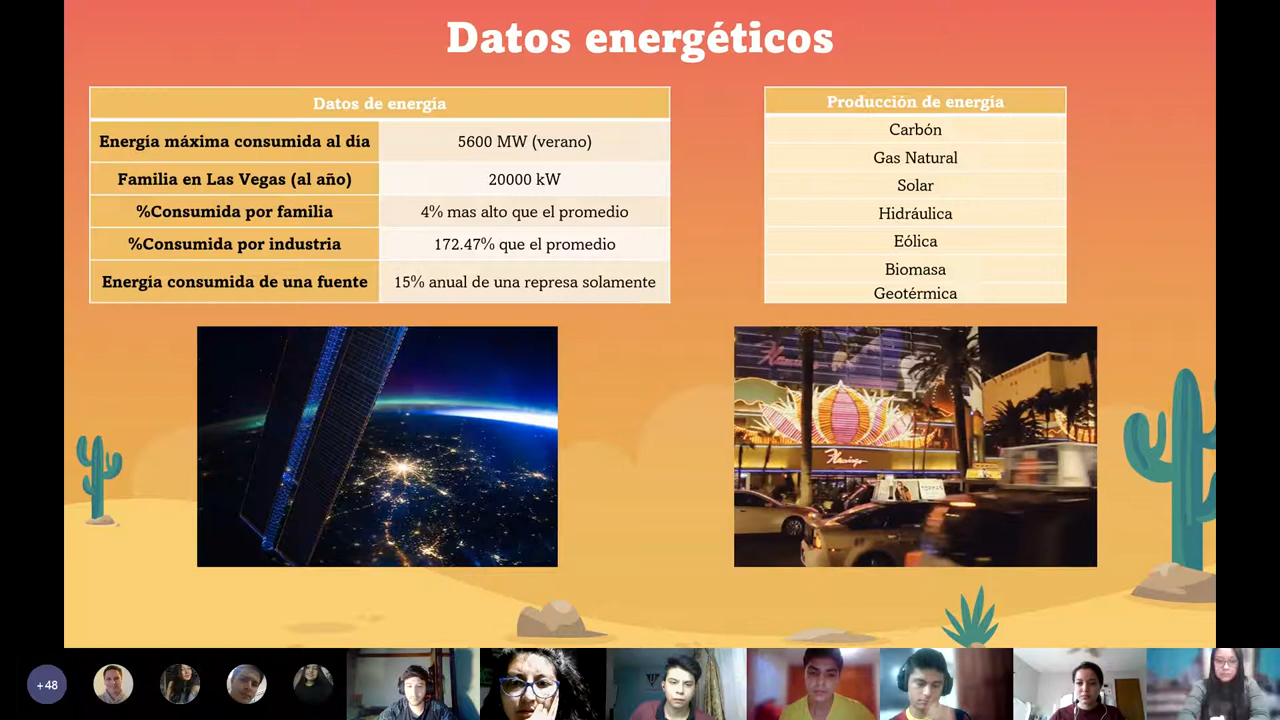 Datos energéticos
Datos de energía
Energía máxima consumida al día 5600 MW (verano)
Familia en Las Vegas (al año) 20000 kW
%Consumida por familia 4% mas alto que el promedio
%Consumida por industria 172.47% que el promedio
Energía consumida de una fuente 15% anual de una represa solamente
Producción de energía
Carbón
Gas Natural
Solar
Hidráulica
Eólica
Biomasa
Geotérmica
Flamingo
+48